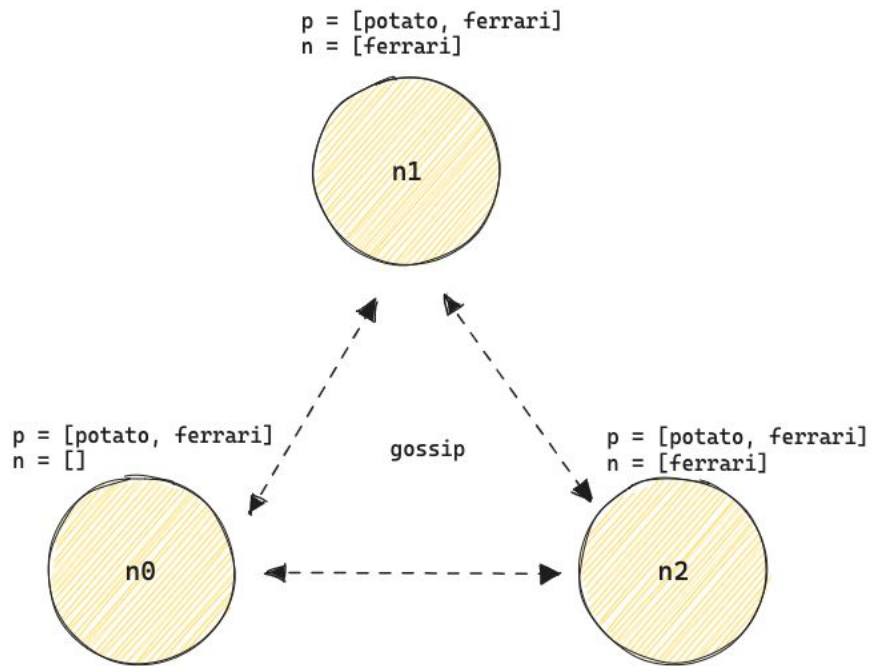 p = [potato, ferrari]
n = [ferrari]
n1
p = [potato, ferrari]
n = []
gossip
p = [potato, ferrari]
n = [ferrari]
n0
n2